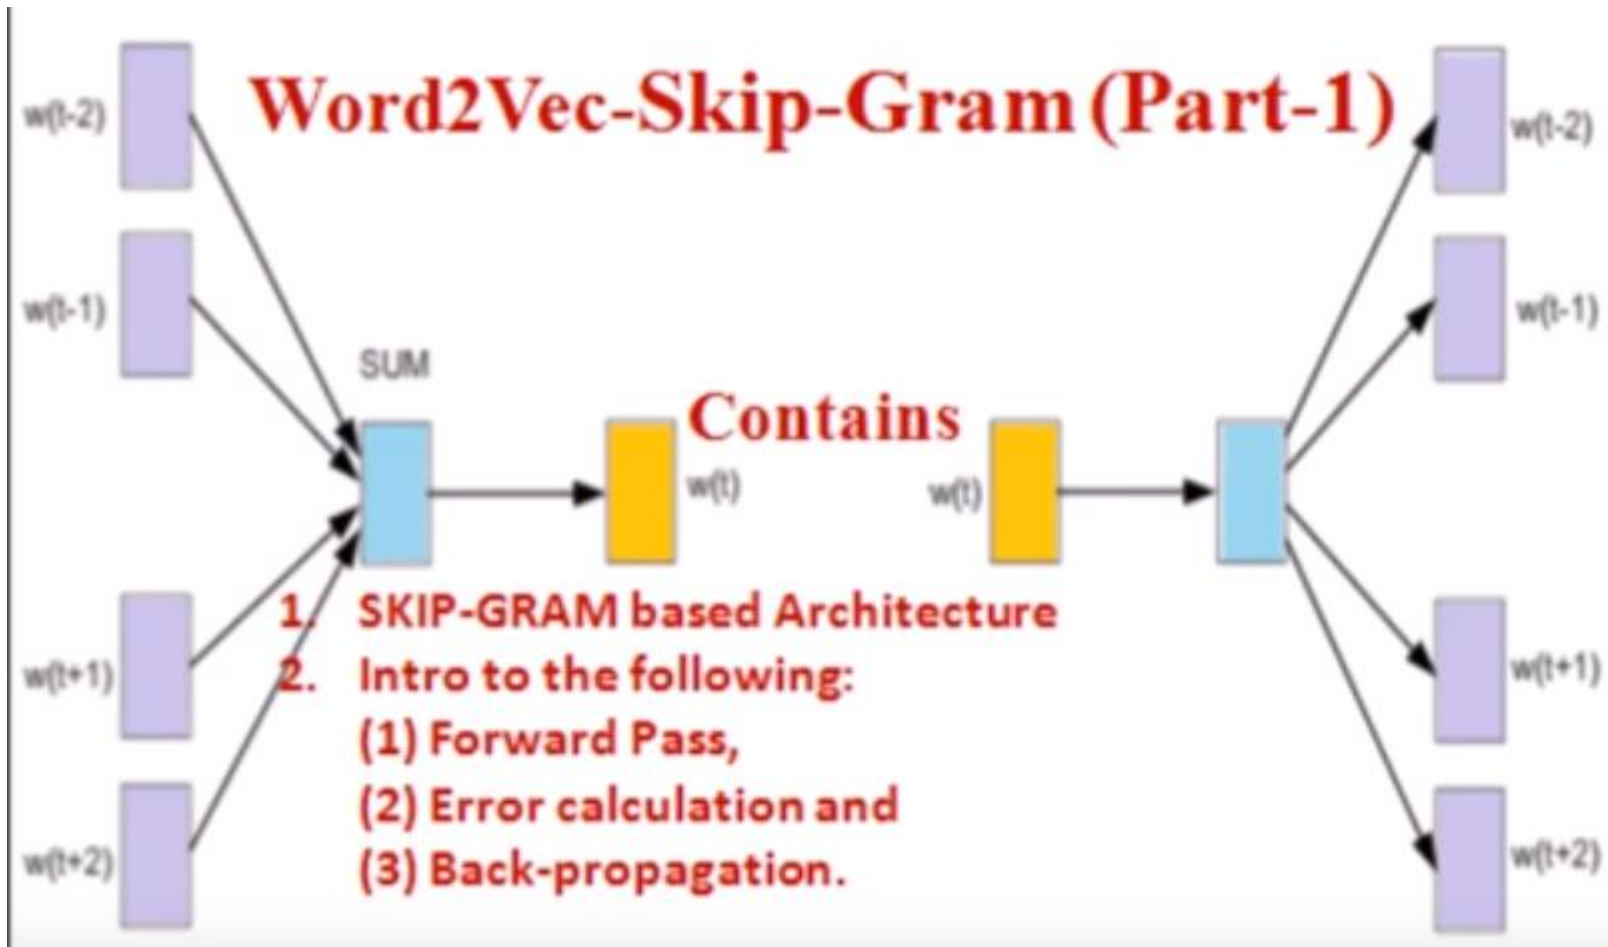 Word2Vec-Skip-Gram (Part-1)
w(t-2)
w(t-1)
SUM
w(t)
w(t+1)
w(t+2)
Contains
w(t)
w(t-2)
w(t-1)
w(t+1)
w(t+2)
1. SKIP-GRAM based Architecture
2. Intro to the following:
(1) Forward Pass,
(2) Error calculation and
(3) Back-propagation.